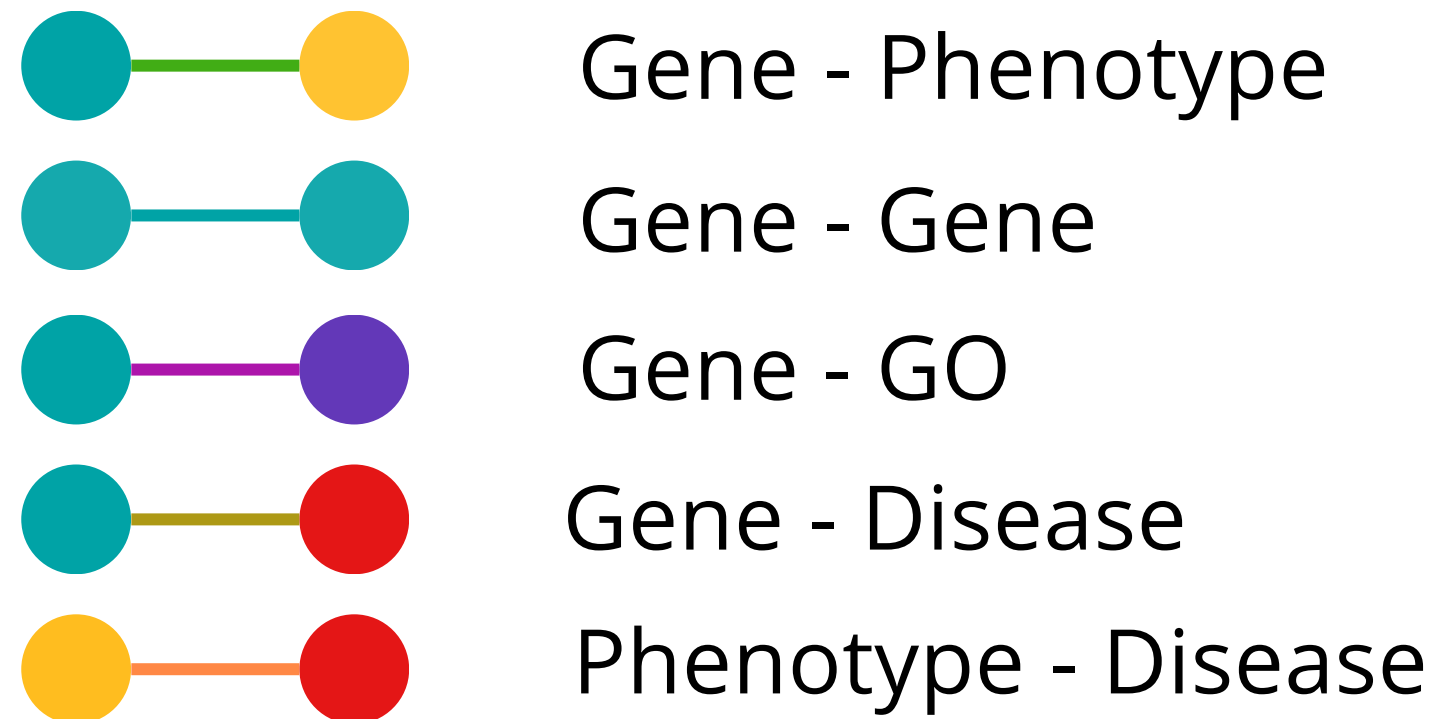 Gene - Phenotype
Gene - Gene
Gene - GO
Gene - Disease
Phenotype - Disease